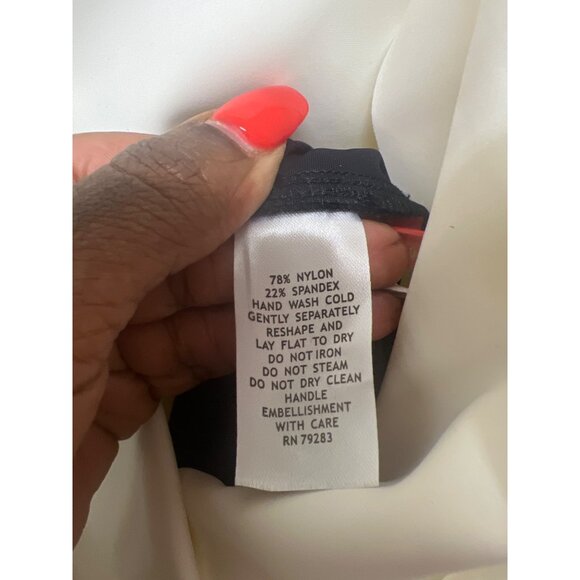 78% NYLON
22% SPANDEX
HAND WASH COLD
GENTLY SEPARATELY
RESHAPE AND
LAY FLAT TO DRY
DO NOT IRON
DO NOT STEAM
DO NOT DRY CLEAN
HANDLE
EMBELLISHMENT
WITH CARE
RN 79283